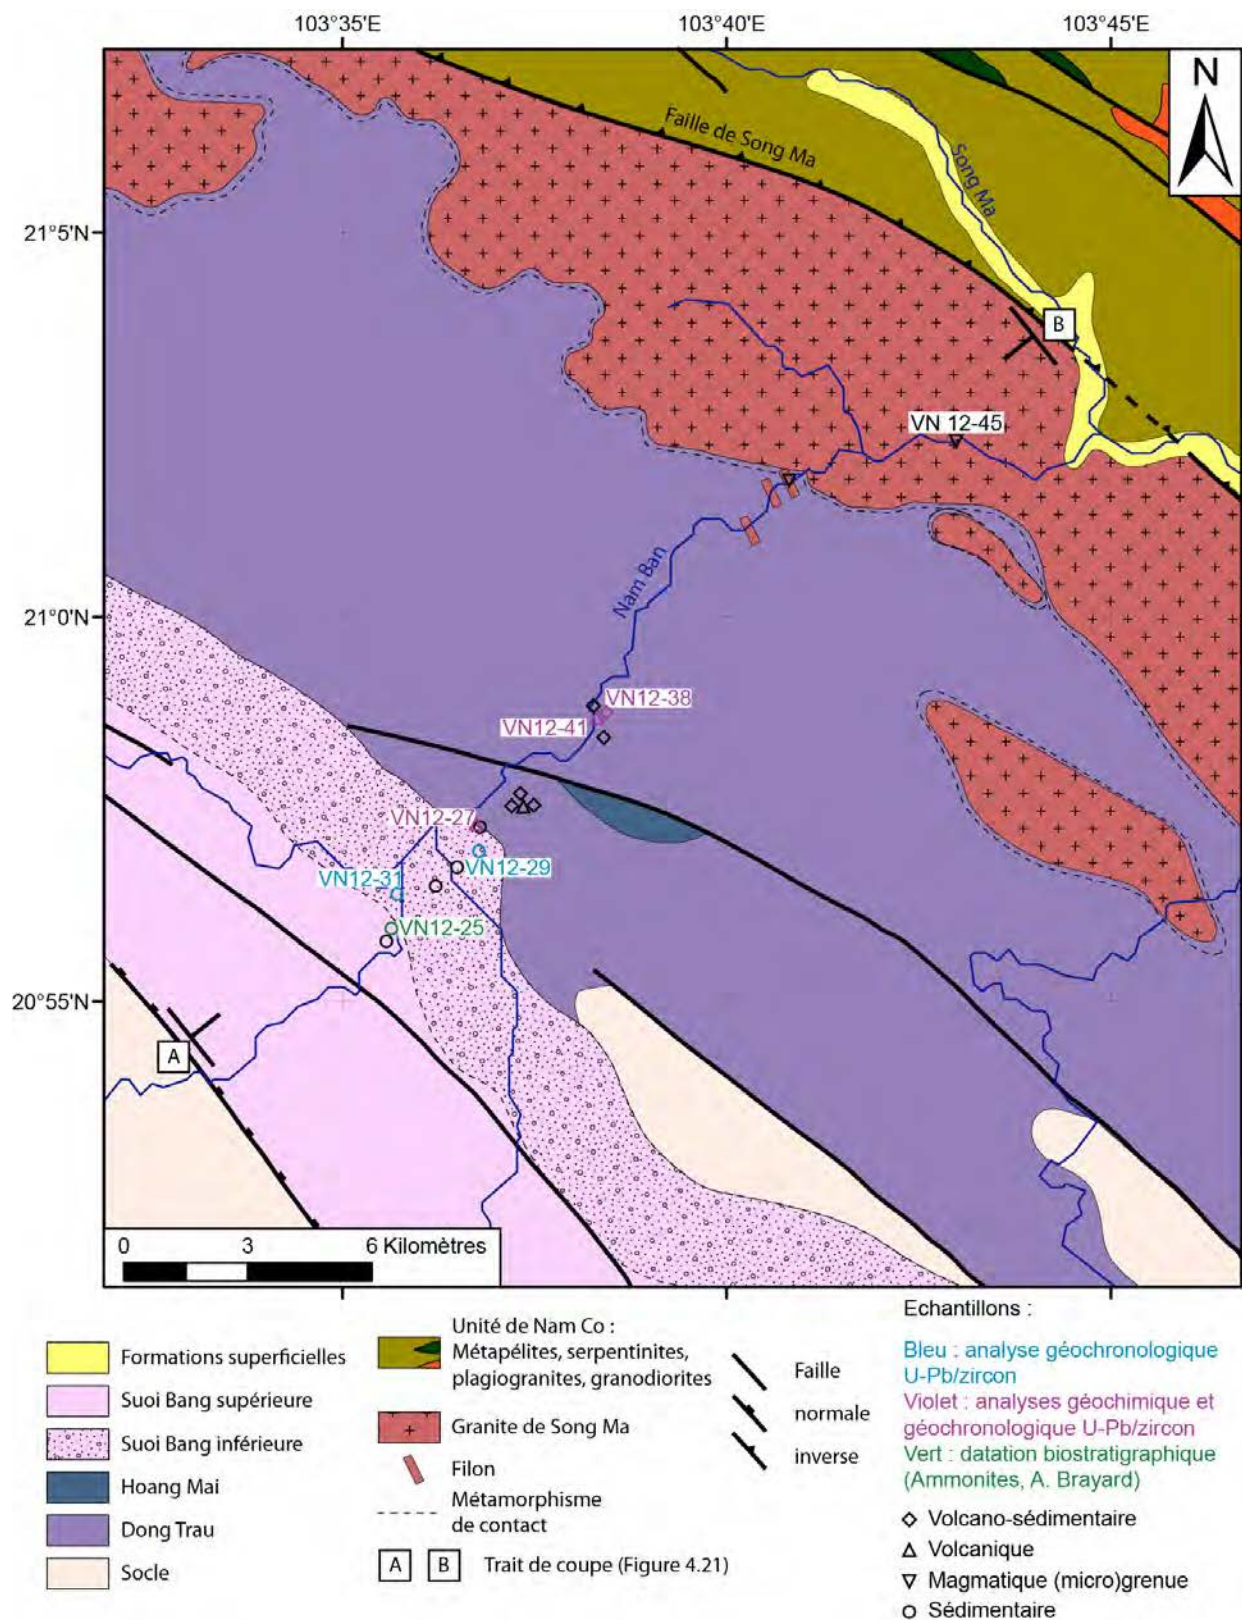 103°35'E
103°40'E
103°45'E
N
Faille de Song Ma
Song Ma
21°5'N
B
VN 12-45
Nam Ban
21°0'N
VN12-38
VN12-41
VN12-27
VN12-29
VN12-31
VN12-25
20°55'N
A
0 3 6 Kilomètres
Formations superficielles
Suoi Bang supérieure
Suoi Bang inférieure
Hoang Mai
Dong Trau
Socle
Unité de Nam Co :
Métapélites, serpentinites,
plagiogranites, granodiorites
Granite de Song Ma
Filon
Métamorphisme
de contact
A B Trait de coupe (Figure 4.21)
Faille
normale
inverse
Echantillons :
Bleu : analyse géochronologique
U-Pb/zircon
Violet : analyses géochimique et
géochronologique U-Pb/zircon
Vert : datation biostratigraphique
(Ammonites, A. Brayard)
Volcano-sédimentaire
Volcanique
Magmatique (micro)grenue
Sédimentaire